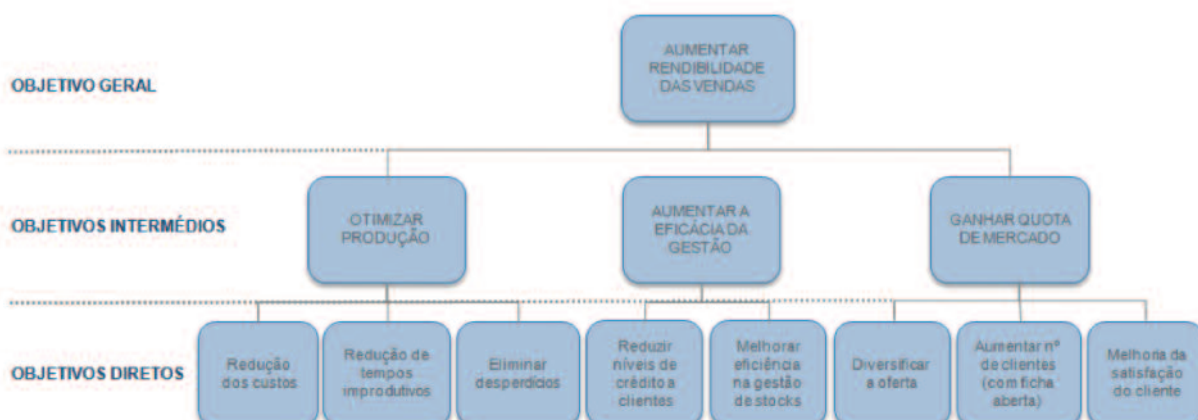 AUMENTAR
RENDIBILIDADE
DAS VENDAS
OBJETIVO GERAL
OBJETIVOS INTERMÉDIOS
OTIMIZAR
PRODUÇÃO
AUMENTAR A
EFICÁCIA DA
GESTÃO
GANHAR QUOTA
DE MERCADO
OBJETIVOS DIRETOS
Redução
dos custos
Redução de
tempos
improdutivos
Eliminar
desperdícios
Reduzir
níveis de
crédito a
clientes
Melhorar
eficiência
na gestão
de stocks
Diversificar
a oferta
Aumentar nº
de clientes
(com ficha
aberta)
Melhoria da
satisfação
do cliente